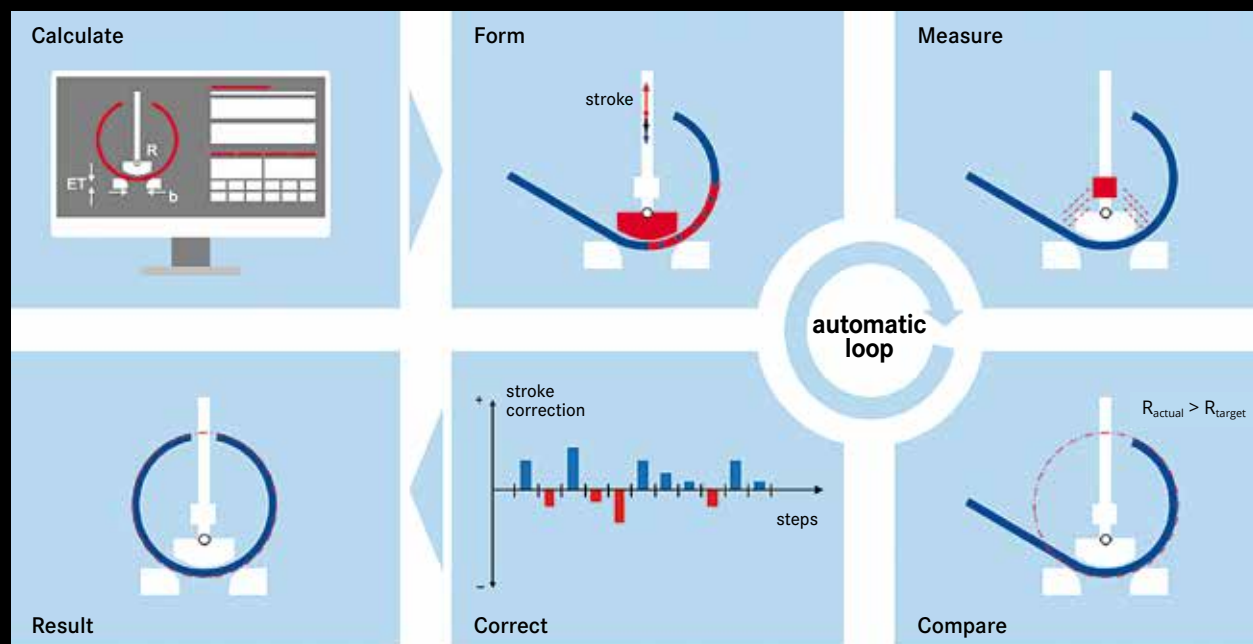 Calculate
R
ET
b
Form
stroke
Measure
automatic
loop
Result
+
stroke
correction
steps
–
Correct
R_actual > R_target
Compare